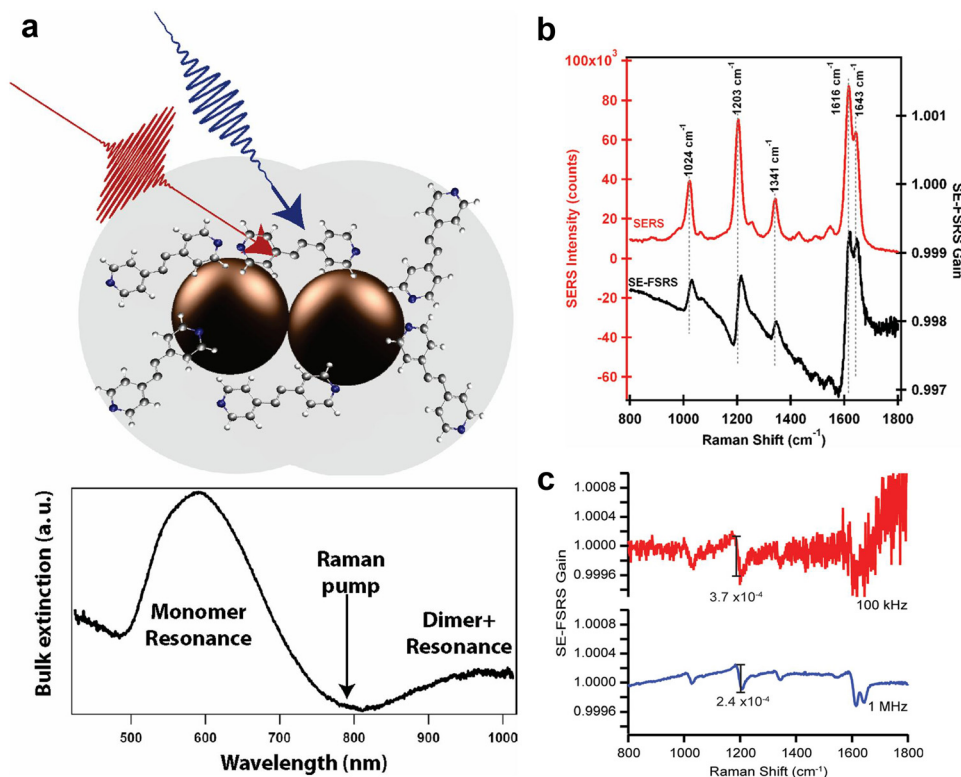 a
Bulk extinction (a. u.)
Monomer
Resonance
Raman
pump
Dimer+
Resonance
500 600 700 800 900 1000
Wavelength (nm)
b
100x10³
80
60
40
20
0
-20
-40
-60
SERS Intensity (counts)
1024 cm⁻¹
1203 cm⁻¹
1341 cm⁻¹
1616 cm⁻¹
1643 cm⁻¹
SERS
SE-FSRS
1.001
1.000
0.999
0.998
0.997
SE-FSRS Gain
800 1000 1200 1400 1600 1800
Raman Shift (cm⁻¹)
c
SE-FSRS Gain
1.0008
1.0004
1.0000
0.9996
3.7 x10⁻⁴
100 kHz
1.0004
1.0000
0.9996
2.4 x10⁻⁴
1 MHz
800 1000 1200 1400 1600 1800
Raman Shift (cm⁻¹)